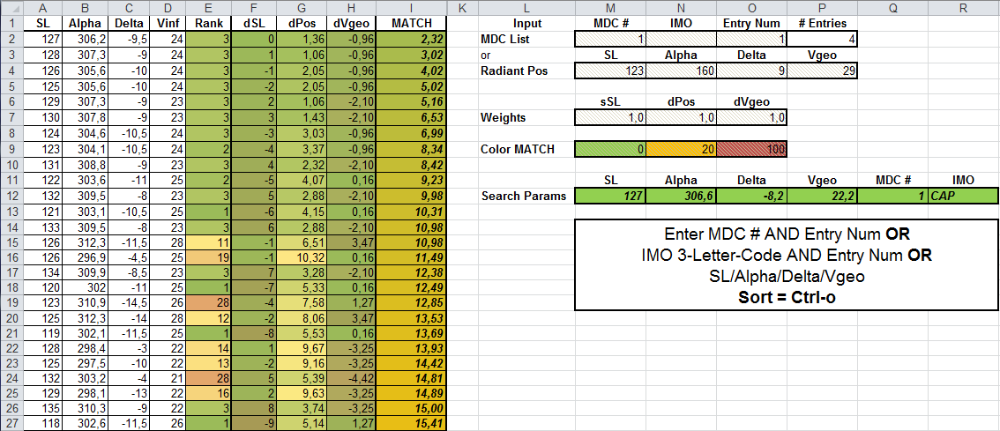 A B C D E F G H I K L M N O P Q R
1 SL Alpha Delta Vinf Rank dSL dPos dVgeo MATCH Input MDC # IMO Entry Num # Entries
2 127 306,2 -9,5 24 3 0 1,36 -0,96 2,32 MDC List 1 1 4
3 128 307,3 -9 24 3 1 1,06 -0,96 3,02 or SL Alpha Delta Vgeo
4 126 305,6 -10 24 3 -1 2,05 -0,96 4,02 Radiant Pos 123 160 9 29
5 125 305,6 -10 24 3 -2 2,05 -0,96 5,02
6 129 307,3 -9 23 3 2 1,06 -2,10 5,16 sSL dPos dVgeo
7 130 307,8 -9 23 3 3 1,43 -2,10 6,53 Weights 1,0 1,0 1,0
8 124 304,6 -10,5 24 3 -3 3,03 -0,96 6,99
9 123 304,1 -10,5 24 2 -4 3,37 -0,96 8,34 Color MATCH 0 20 100
10 131 308,8 -9 23 3 4 2,32 -2,10 8,42
11 122 303,6 -11 25 2 -5 4,07 0,16 9,23 SL Alpha Delta Vgeo MDC # IMO
12 132 309,5 -8 23 3 5 2,88 -2,10 9,98 Search Params 127 306,6 -8,2 22,2 1 CAP
13 121 303,1 -10,5 25 1 -6 4,15 0,16 10,31
14 133 309,5 -8 23 3 6 2,88 -2,10 10,98
15 126 312,3 -11,5 28 11 -1 6,51 3,47 10,98 Enter MDC # AND Entry Num OR
16 126 296,9 -4,5 25 19 -1 10,32 0,16 11,49 IMO 3-Letter-Code AND Entry Num OR
17 134 309,9 -8,5 23 3 7 3,28 -2,10 12,38 SL/Alpha/Delta/Vgeo
18 120 302 -11 25 1 -7 5,33 0,16 12,49 Sort = Ctrl-o
19 123 310,9 -14,5 26 28 -4 7,58 1,27 12,85
20 125 312,3 -14 28 12 -2 8,06 3,47 13,53
21 119 302,1 -11,5 25 1 -8 5,53 0,16 13,69
22 128 298,4 -3 22 14 1 9,67 -3,25 13,93
23 125 297,5 -10 22 13 -2 9,16 -3,25 14,42
24 132 303,2 -4 21 28 5 5,39 -4,42 14,81
25 129 298,1 -13 22 16 2 9,63 -3,25 14,89
26 135 310,3 -9 22 3 8 3,74 -3,25 15,00
27 118 302,6 -11,5 26 1 -9 5,14 1,27 15,41